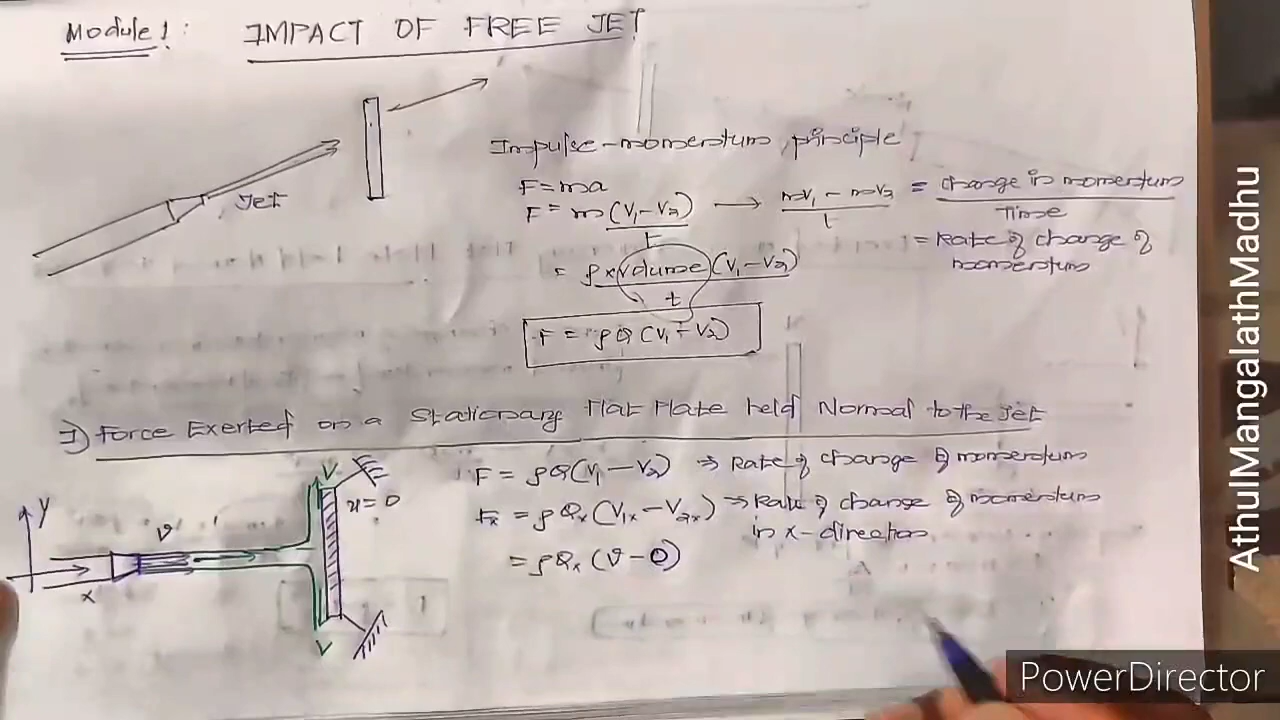 Module 1: IMPACT OF FREE JET
Jet
Impulse-momentum principle
F = ma
F = m(V₁-V₂)/t → mV₁ - mV₂/t = change in momentum/Time
= Rate of change of momentum
= ρ x volume (V₁-V₂)/t
F = ρQ(V₁-V₂)
I) Force Exerted on a Stationary Flat Plate held Normal to the Jet
F = ρQ(V₁-V₂) ⇒ Rate of change of momentum
Fx = ρQx(V₁x-V₂x) ⇒ Rate of change of momentum
in x-direction
= ρQx(V-0)
y
x
V
V
u=0
V
AthulMangalathMadhu
PowerDirector